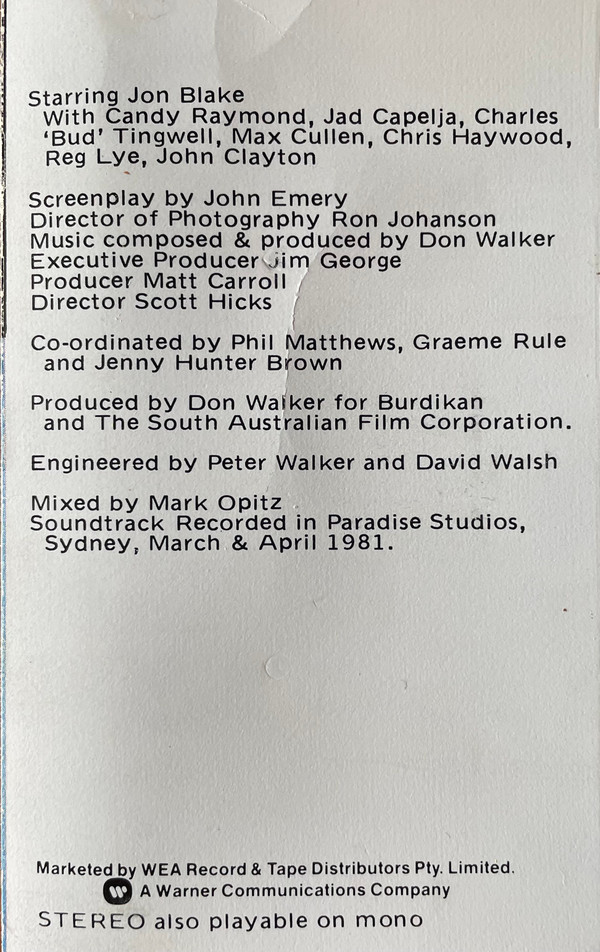 Starring Jon Blake
With Candy Raymond, Jad Capelja, Charles
‘Bud’ Tingwell, Max Cullen, Chris Haywood,
Reg Lye, John Clayton
Screenplay by John Emery
Director of Photography Ron Johanson
Music composed & produced by Don Walker
Executive Producer Jim George
Producer Matt Carroll
Director Scott Hicks
Co-ordinated by Phil Matthews, Graeme Rule
and Jenny Hunter Brown
Produced by Don Walker for Burdikan
and The South Australian Film Corporation.
Engineered by Peter Walker and David Walsh
Mixed by Mark Opitz
Soundtrack Recorded in Paradise Studios,
Sydney, March & April 1981.
Marketed by WEA Record & Tape Distributors Pty. Limited.
A Warner Communications Company
STEREO also playable on mono